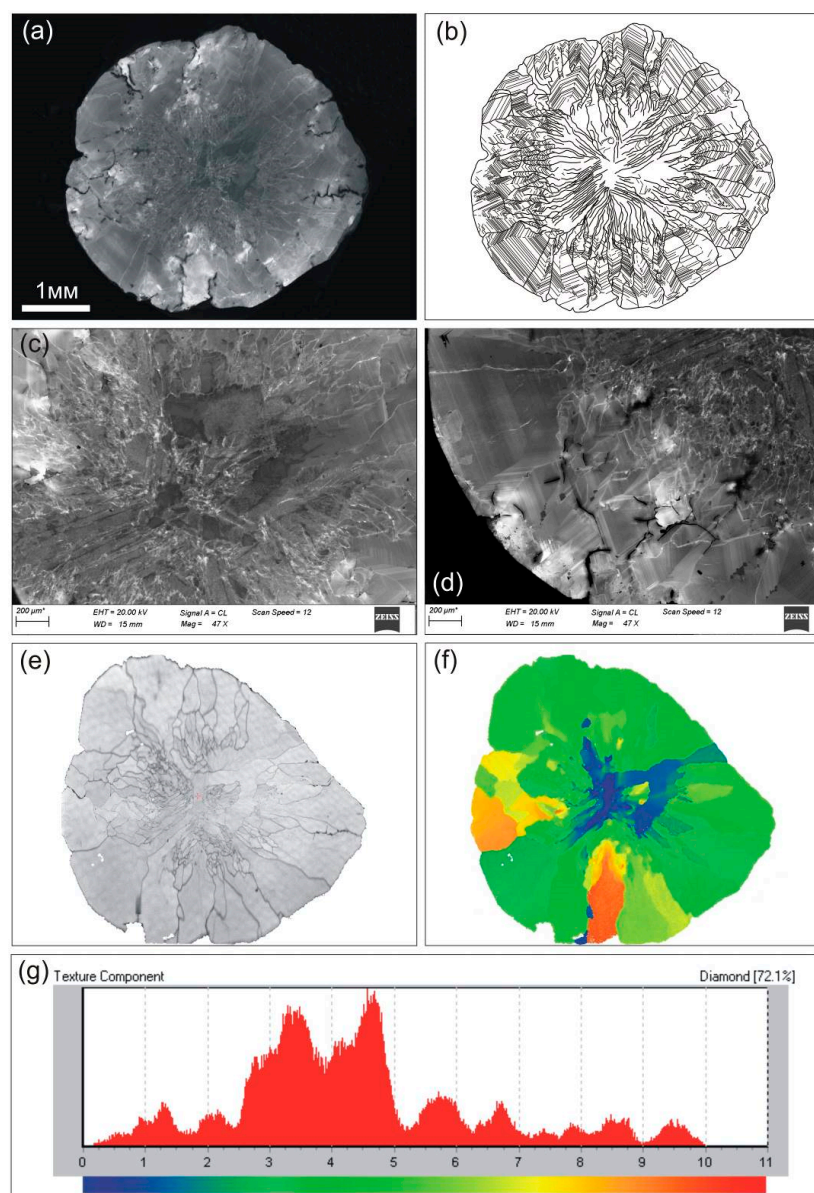 (a)
1мм
(b)
(c)
200 µm*
EHT = 20.00 kV
WD = 15 mm
Signal A = CL
Mag = 47 X
Scan Speed = 12
ZEISS
(d)
200 µm*
EHT = 20.00 kV
WD = 15 mm
Signal A = CL
Mag = 47 X
Scan Speed = 12
ZEISS
(e)
(f)
(g)
Texture Component
Diamond [72.1%]
0 1 2 3 4 5 6 7 8 9 10 11